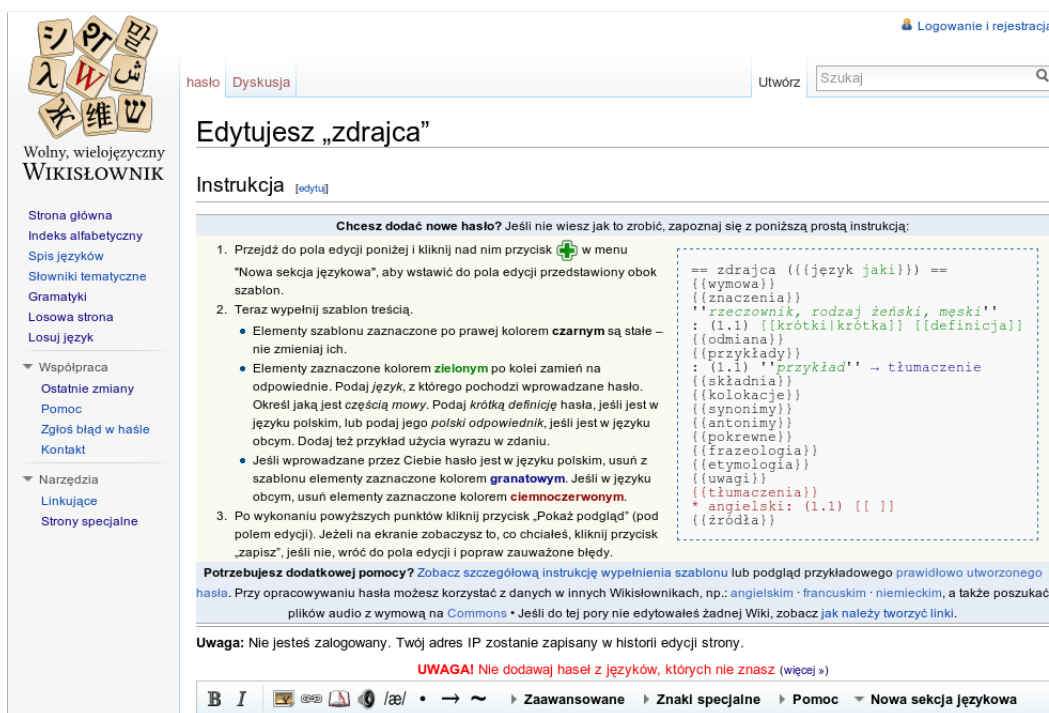 Logowanie i rejestracja
hasło Dyskusja Utwórz Szukaj
Wolny, wielojęzyczny
WIKISŁOWNIK
Strona główna
Indeks alfabetyczny
Spis języków
Słowniki tematyczne
Gramatyki
Losowa strona
Losuj język
Współpraca
Ostatnie zmiany
Pomoc
Zgłoś błąd w haśle
Kontakt
Narzędzia
Linkujące
Strony specjalne
Edytujesz „zdrajca”
Instrukcja [edytuj]
Chcesz dodać nowe hasło? Jeśli nie wiesz jak to zrobić, zapoznaj się z poniższą prostą instrukcją:
1. Przejdź do pola edycji poniżej i kliknij nad nim przycisk w menu
"Nowa sekcja językowa", aby wstawić do pola edycji przedstawiony obok
szablon.
2. Teraz wypełnij szablon treścią.
• Elementy szablonu zaznaczone po prawej kolorem czarnym są stałe –
nie zmieniaj ich.
• Elementy zaznaczone kolorem zielonym po kolei zamień na
odpowiednie. Podaj język, z którego pochodzi wprowadzane hasło.
Określ jaką jest częścią mowy. Podaj krótką definicję hasła, jeśli jest w
języku polskim, lub podaj jego polski odpowiednik, jeśli jest w języku
obcym. Dodaj też przykład użycia wyrazu w zdaniu.
• Jeśli wprowadzane przez Ciebie hasło jest w języku polskim, usuń z
szablonu elementy zaznaczone kolorem granatowym. Jeśli w języku
obcym, usuń elementy zaznaczone kolorem ciemnoczerwonym.
3. Po wykonaniu powyższych punktów kliknij przycisk „Pokaż podgląd” (pod
polem edycji). Jeżeli na ekranie zobaczysz to, co chciałeś, kliknij przycisk
„zapisz”, jeśli nie, wróć do pola edycji i popraw zauważone błędy.
== zdrajca ({{język jaki}}) ==
{{wymowa}}
{{znaczenia}}
''rzeczownik, rodzaj żeński, męski''
: (1.1) [[krótki|krótka]] [[definicja]]
{{odmiana}}
{{przykłady}}
: (1.1) ''przykład'' → tłumaczenie
{{składnia}}
{{kolokacje}}
{{synonimy}}
{{antonimy}}
{{pokrewne}}
{{frazeologia}}
{{etymologia}}
{{uwagi}}
{{tłumaczenia}}
* angielski: (1.1) [[ ]]
{{źródła}}
Potrzebujesz dodatkowej pomocy? Zobacz szczegółową instrukcję wypełnienia szablonu lub podgląd przykładowego prawidłowo utworzonego
hasła. Przy opracowywaniu hasła możesz korzystać z danych w innych Wikisłownikach, np.: angielskim · francuskim · niemieckim, a także poszukać
plików audio z wymową na Commons • Jeśli do tej pory nie edytowałeś żadnej Wiki, zobacz jak należy tworzyć linki.
Uwaga: Nie jesteś zalogowany. Twój adres IP zostanie zapisany w historii edycji strony.
UWAGA! Nie dodawaj haseł z języków, których nie znasz (więcej »)
B I /æ/ • → ~ Zaawansowane Znaki specjalne Pomoc Nowa sekcja językowa